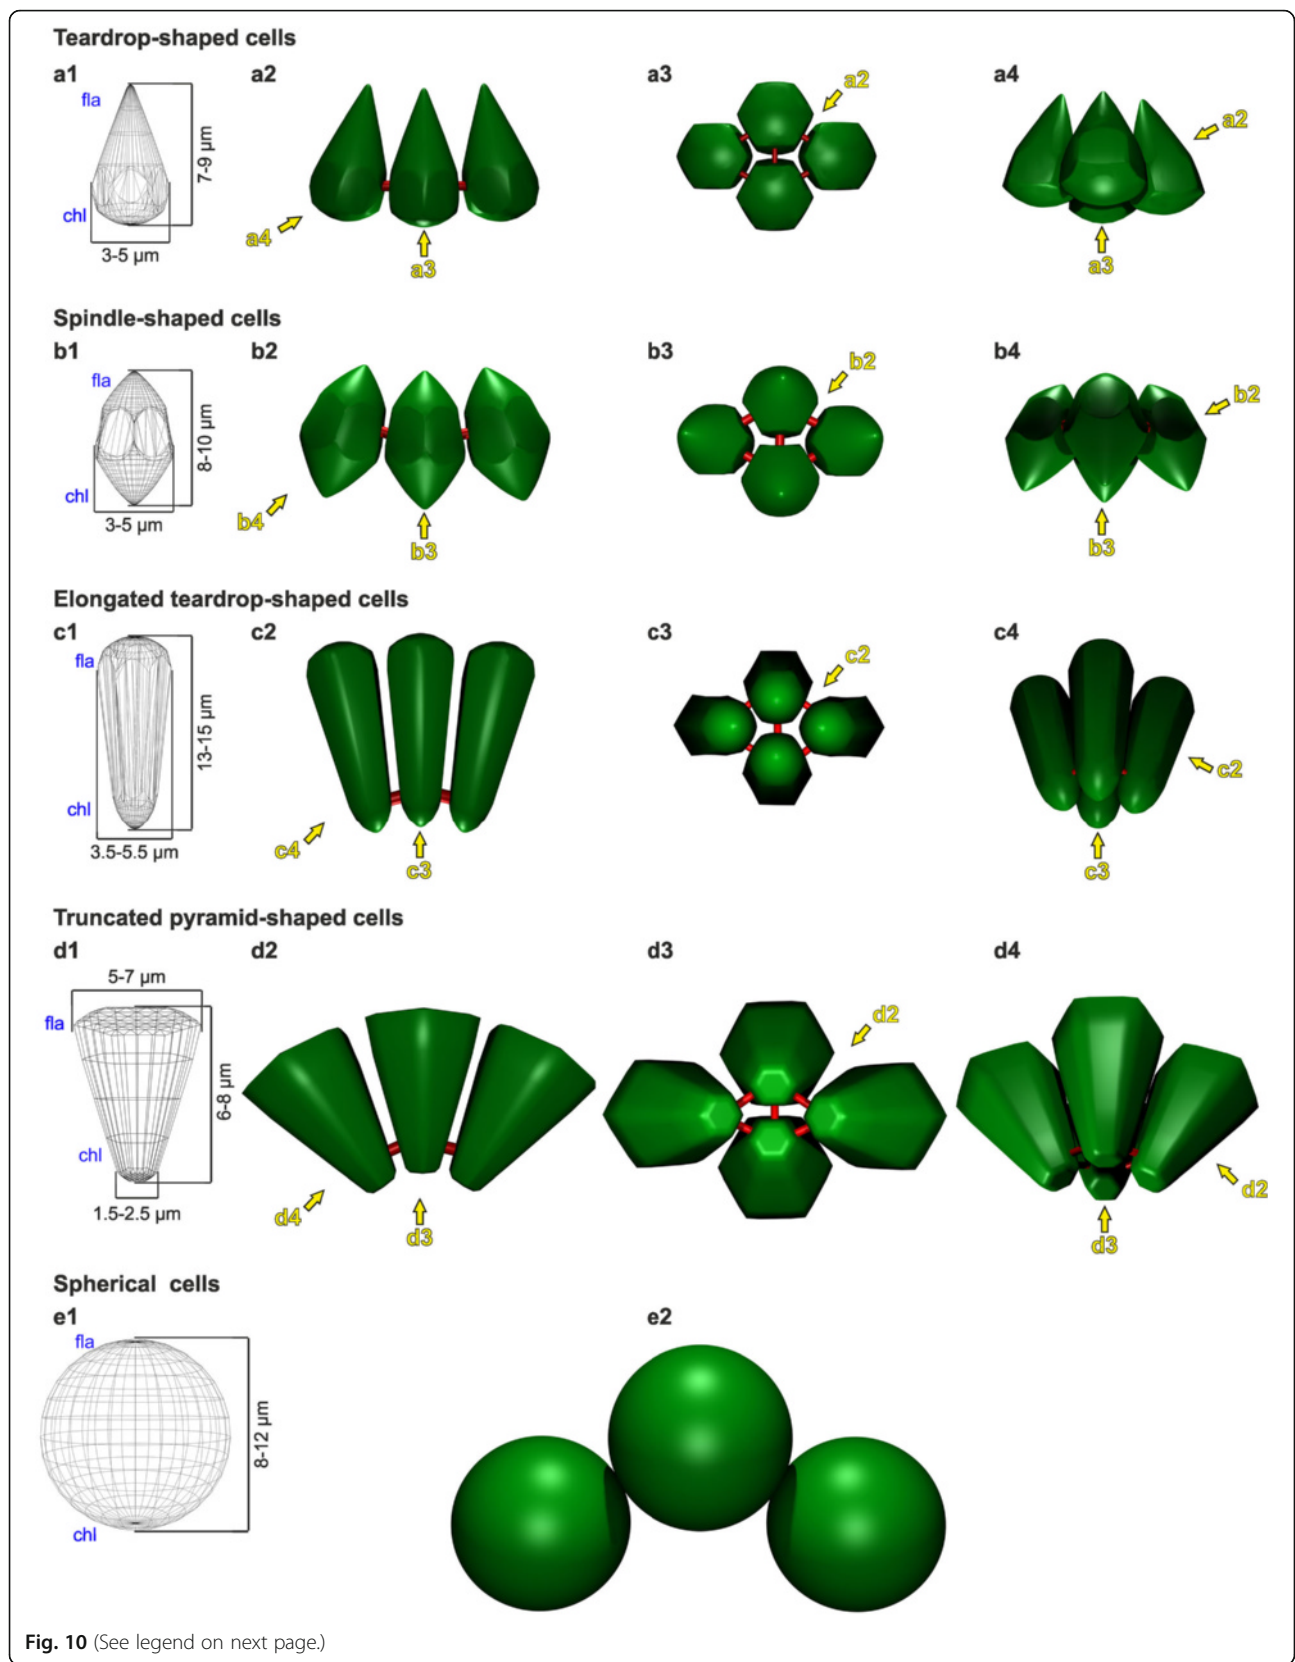 Teardrop-shaped cells
a1
a2
a3
a4
fla
chl
7-9 µm
3-5 µm
a4
a3
a2
a2
a3
Spindle-shaped cells
b1
b2
b3
b4
fla
chl
8-10 µm
3-5 µm
b4
b3
b2
b2
b3
Elongated teardrop-shaped cells
c1
c2
c3
c4
fla
chl
13-15 µm
3.5-5.5 µm
c4
c3
c2
c2
c3
Truncated pyramid-shaped cells
d1
d2
d3
d4
5-7 µm
fla
chl
6-8 µm
1.5-2.5 µm
d4
d3
d2
d2
d3
Spherical cells
e1
e2
fla
chl
8-12 µm
Fig. 10 (See legend on next page.)